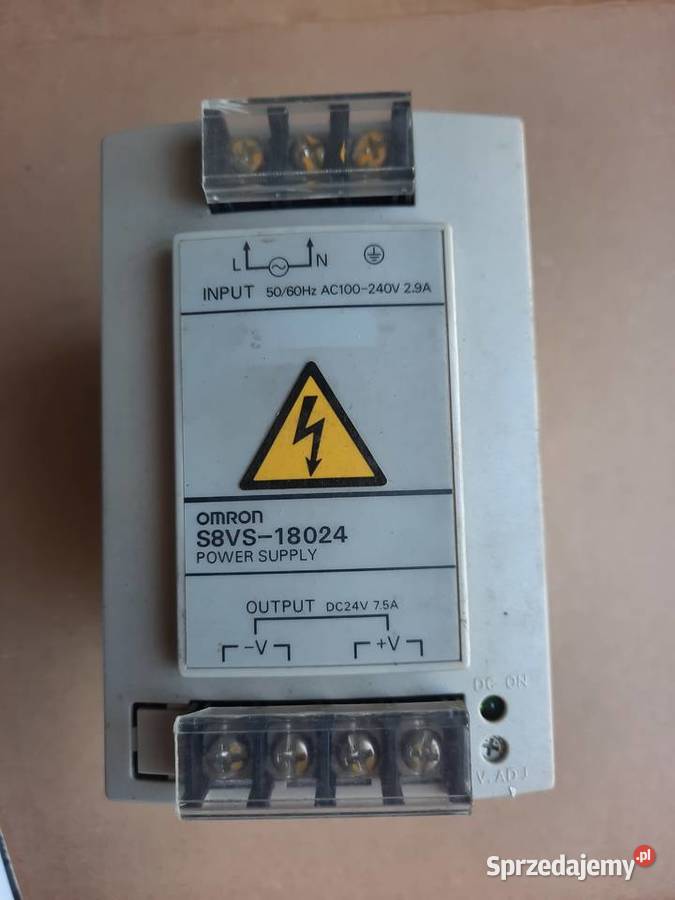 L N
INPUT 50/60Hz AC100-240V 2.9A
OMRON
S8VS-18024
POWER SUPPLY
OUTPUT DC24V 7.5A
-V +V
DC ON
V.ADJ
Sprzedajemy.pl